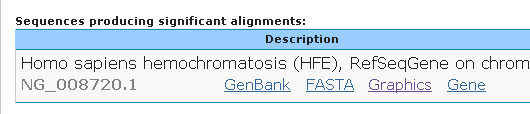 Sequences producing significant alignments:
Description
Homo sapiens hemochromatosis (HFE), RefSeqGene on chrom
NG_008720.1 GenBank FASTA Graphics Gene